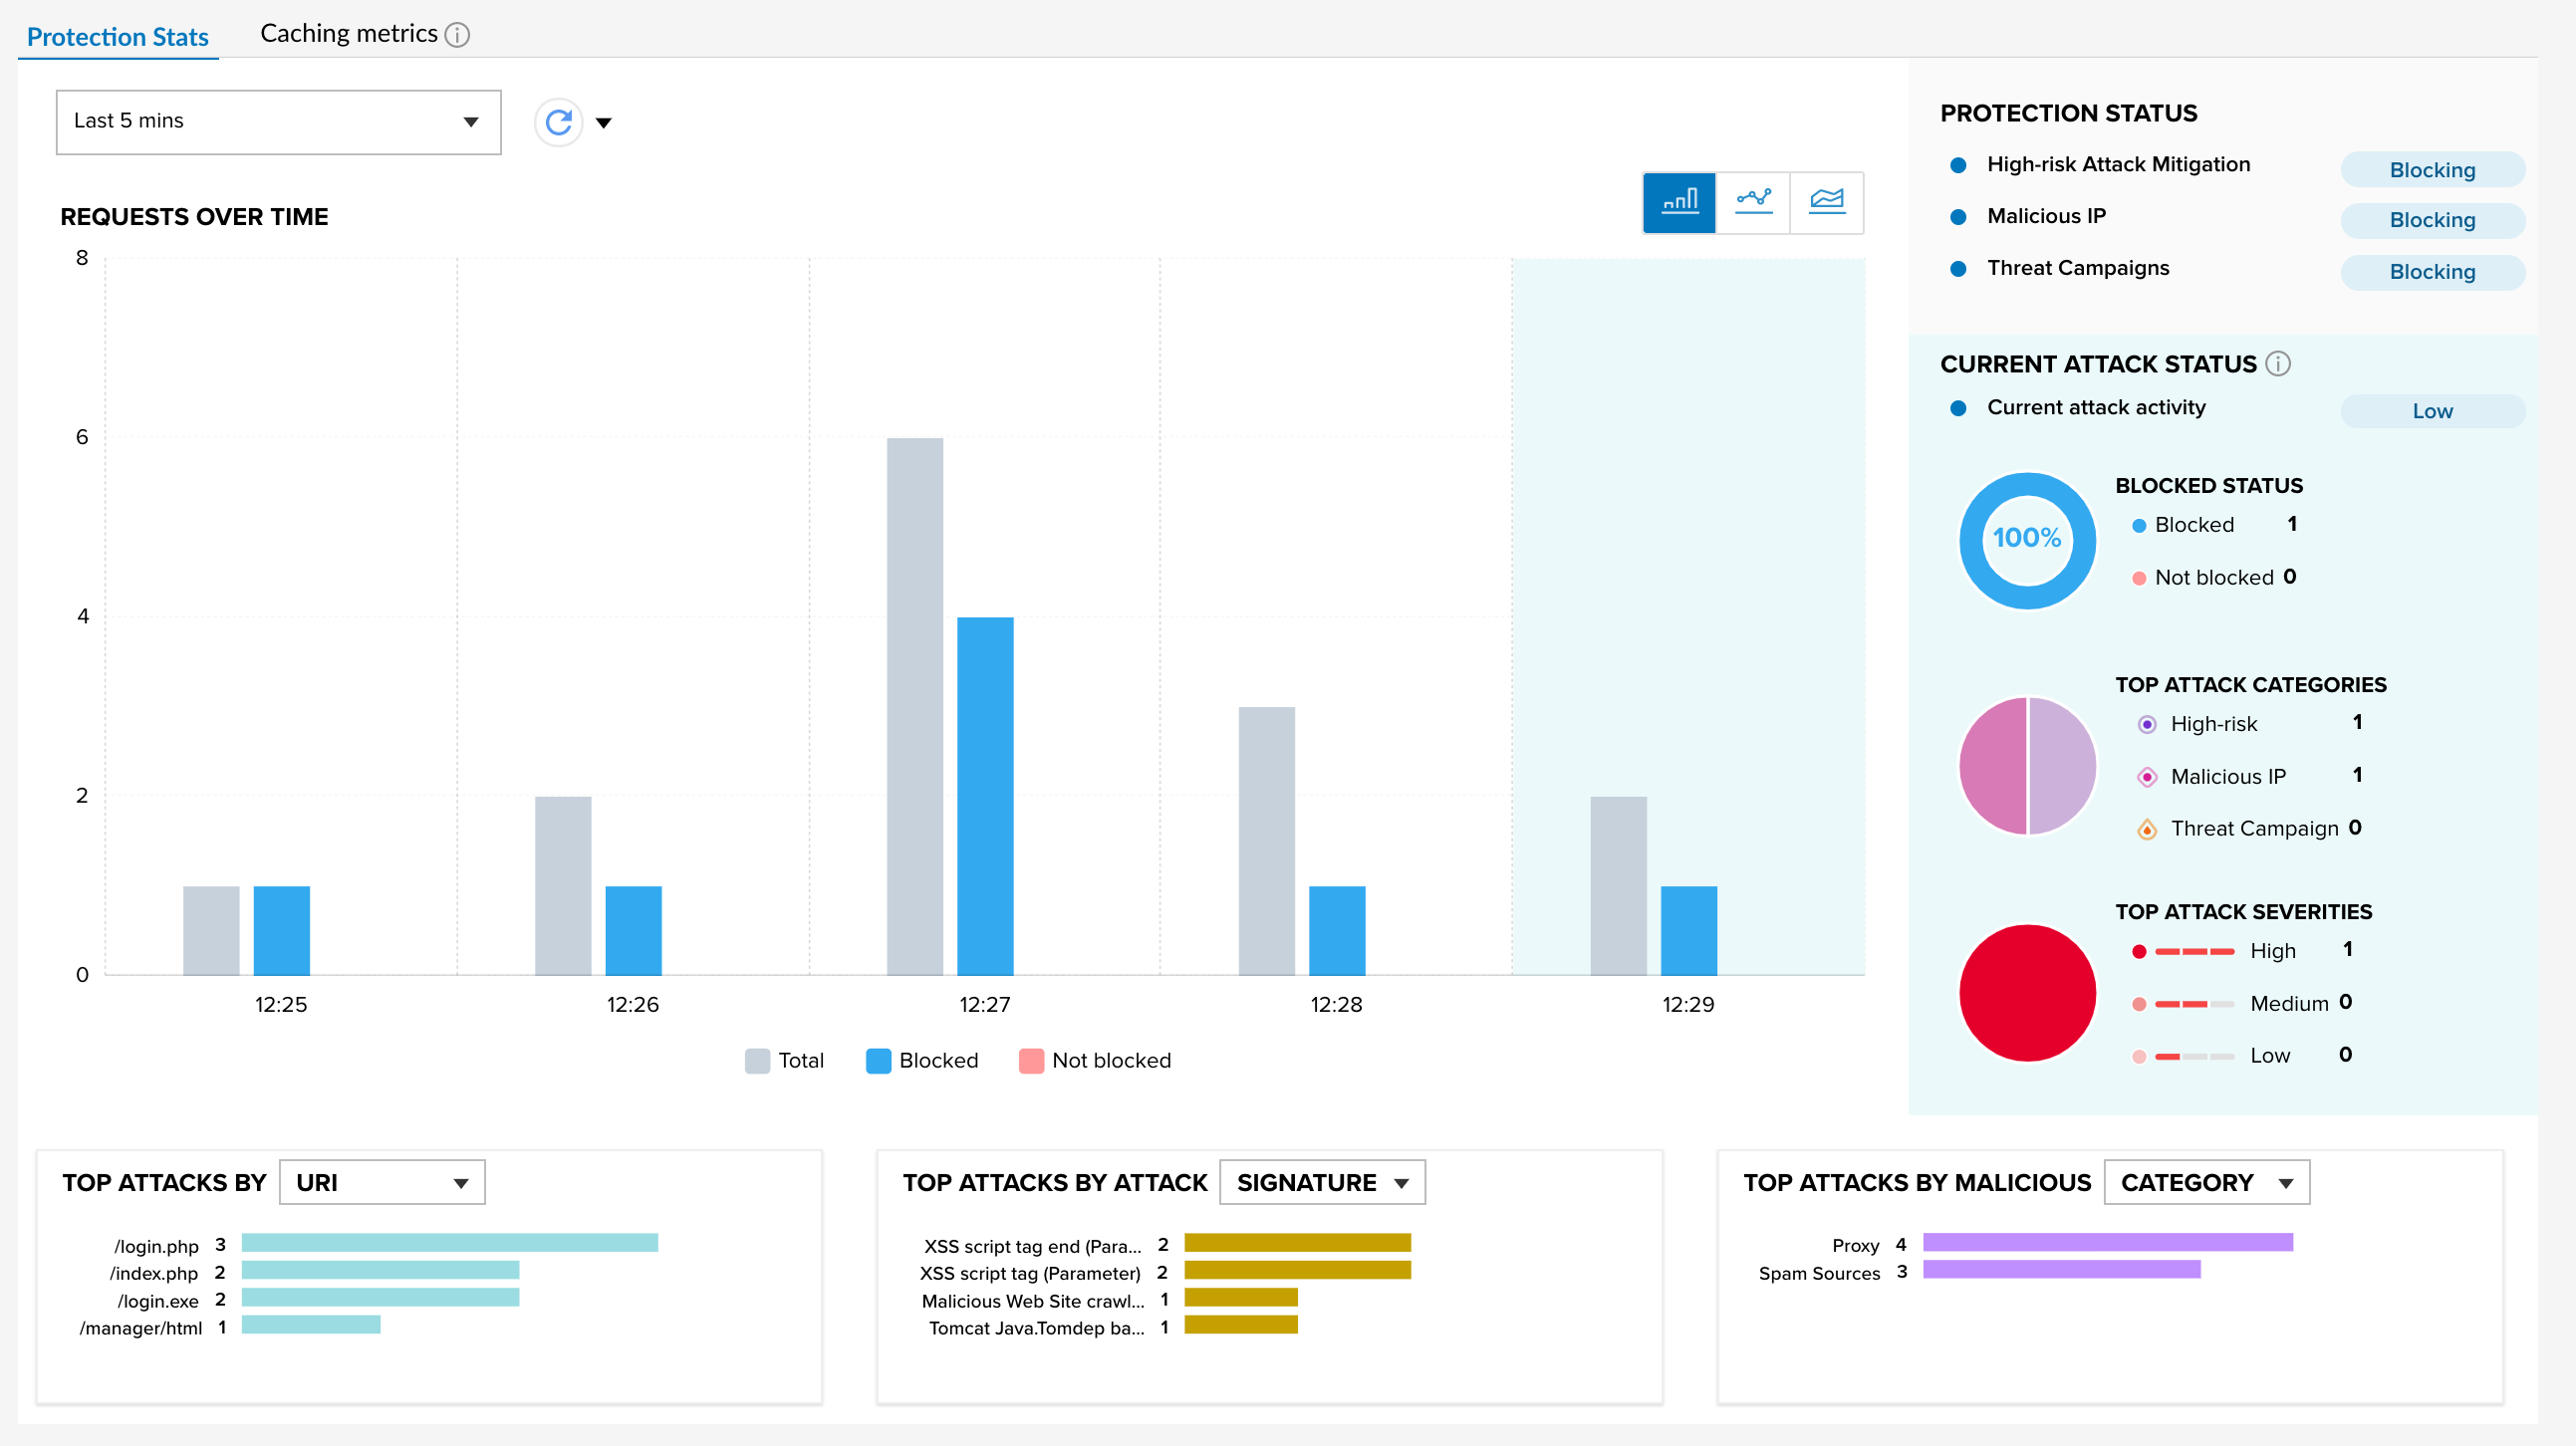 Protection Stats
Caching metrics
Last 5 mins
REQUESTS OVER TIME
8
6
4
2
0
12:25
12:26
12:27
12:28
12:29
Total
Blocked
Not blocked
PROTECTION STATUS
High-risk Attack Mitigation Blocking
Malicious IP Blocking
Threat Campaigns Blocking
CURRENT ATTACK STATUS
Current attack activity Low
100%
BLOCKED STATUS
Blocked 1
Not blocked 0
TOP ATTACK CATEGORIES
High-risk 1
Malicious IP 1
Threat Campaign 0
TOP ATTACK SEVERITIES
High 1
Medium 0
Low 0
TOP ATTACKS BY URI
/login.php 3
/index.php 2
/login.exe 2
/manager/html 1
TOP ATTACKS BY ATTACK SIGNATURE
XSS script tag end (Para... 2
XSS script tag (Parameter) 2
Malicious Web Site crawl... 1
Tomcat Java.Tomdep ba... 1
TOP ATTACKS BY MALICIOUS CATEGORY
Proxy 4
Spam Sources 3